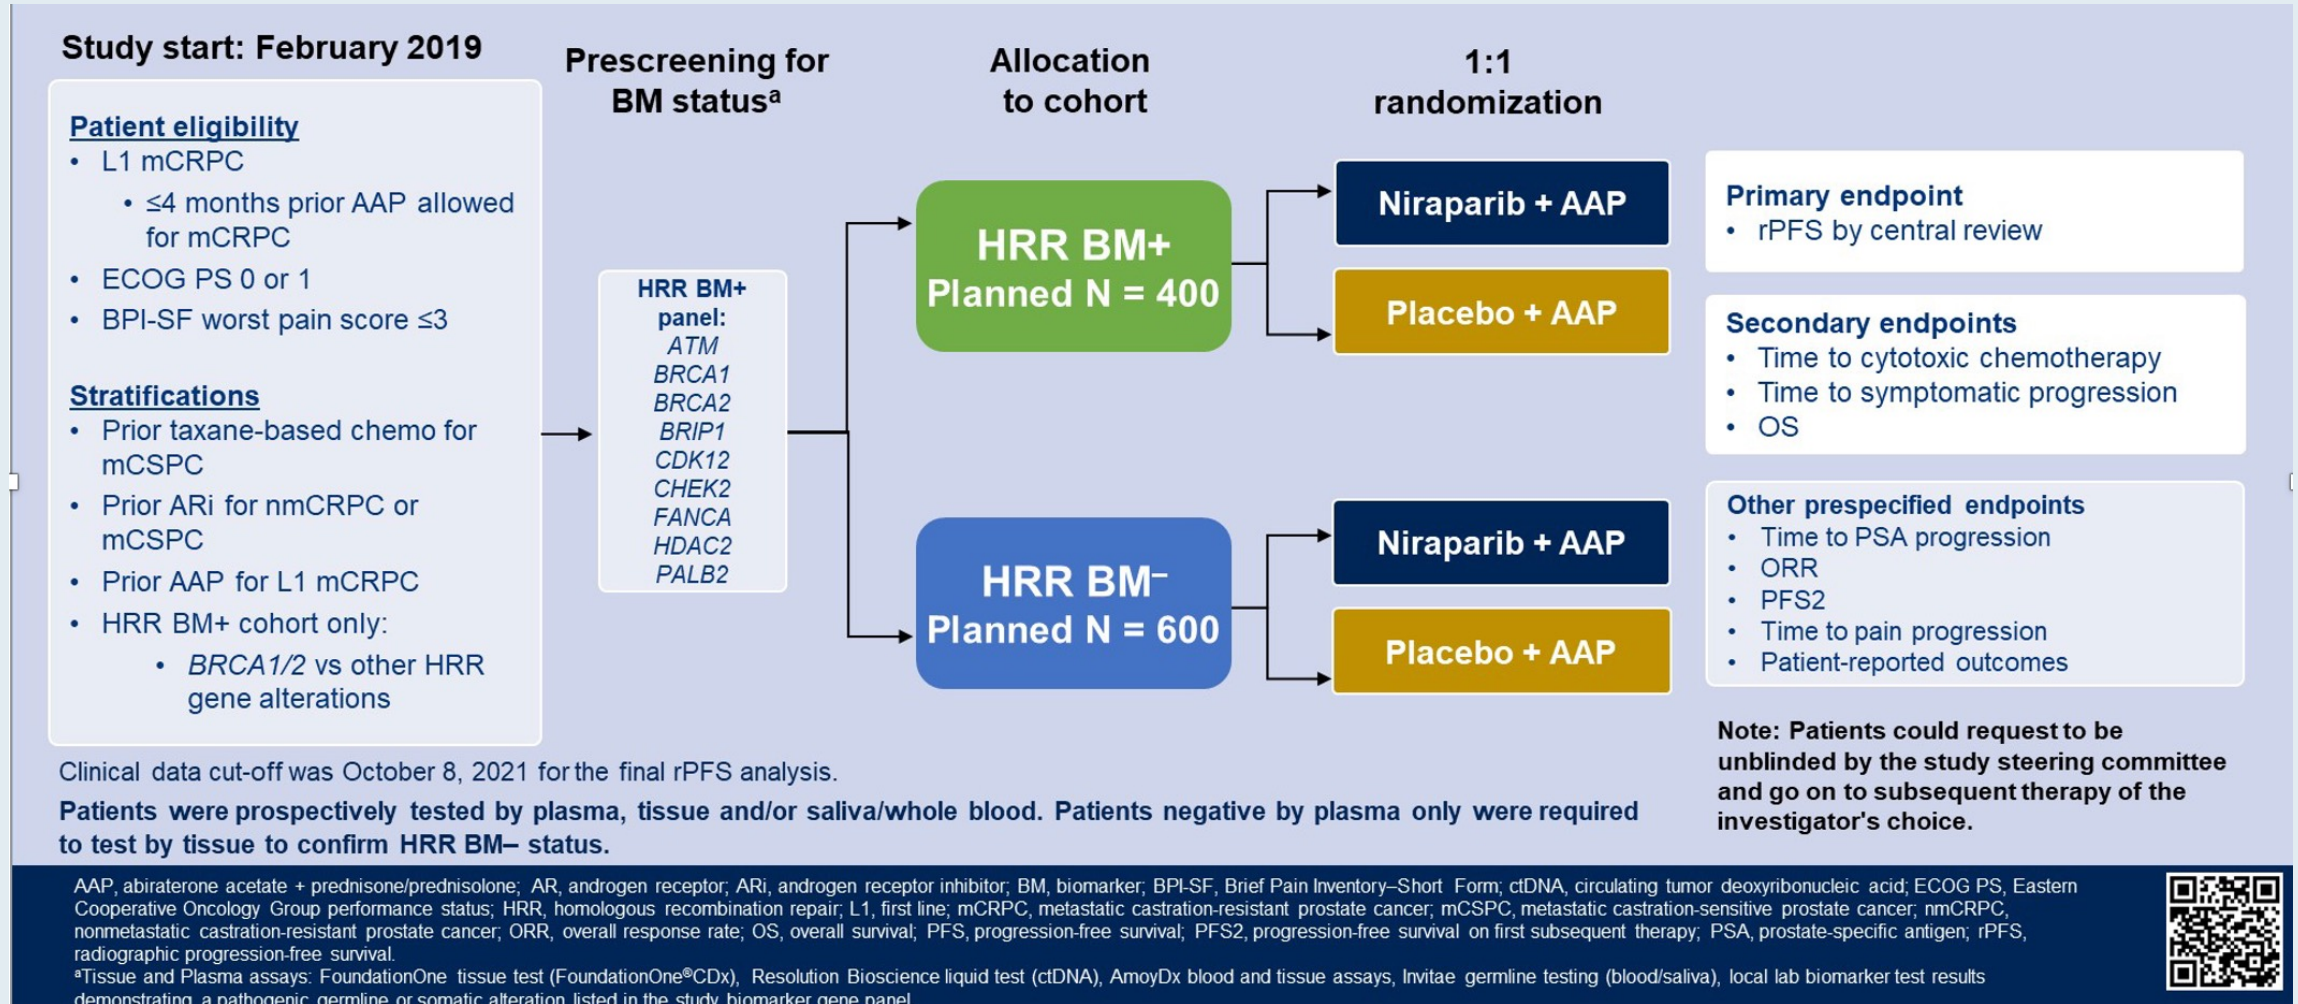 Study start: February 2019
Patient eligibility
• L1 mCRPC
• ≤4 months prior AAP allowed
for mCRPC
• ECOG PS 0 or 1
• BPI-SF worst pain score ≤3
Stratifications
• Prior taxane-based chemo for
mCSPC
• Prior ARi for nmCRPC or
mCSPC
• Prior AAP for L1 mCRPC
• HRR BM+ cohort only:
• BRCA1/2 vs other HRR
gene alterations
Prescreening for
BM statusᵃ
HRR BM+
panel:
ATM
BRCA1
BRCA2
BRIP1
CDK12
CHEK2
FANCA
HDAC2
PALB2
Allocation
to cohort
HRR BM+
Planned N = 400
HRR BM–
Planned N = 600
1:1
randomization
Niraparib + AAP
Placebo + AAP
Niraparib + AAP
Placebo + AAP
Primary endpoint
• rPFS by central review
Secondary endpoints
• Time to cytotoxic chemotherapy
• Time to symptomatic progression
• OS
Other prespecified endpoints
• Time to PSA progression
• ORR
• PFS2
• Time to pain progression
• Patient-reported outcomes
Note: Patients could request to be
unblinded by the study steering committee
and go on to subsequent therapy of the
investigator's choice.
Clinical data cut-off was October 8, 2021 for the final rPFS analysis.
Patients were prospectively tested by plasma, tissue and/or saliva/whole blood. Patients negative by plasma only were required
to test by tissue to confirm HRR BM– status.
AAP, abiraterone acetate + prednisone/prednisolone; AR, androgen receptor; ARi, androgen receptor inhibitor; BM, biomarker; BPI-SF, Brief Pain Inventory–Short Form; ctDNA, circulating tumor deoxyribonucleic acid; ECOG PS, Eastern
Cooperative Oncology Group performance status; HRR, homologous recombination repair; L1, first line; mCRPC, metastatic castration-resistant prostate cancer; mCSPC, metastatic castration-sensitive prostate cancer; nmCRPC,
nonmetastatic castration-resistant prostate cancer; ORR, overall response rate; OS, overall survival; PFS, progression-free survival; PFS2, progression-free survival on first subsequent therapy; PSA, prostate-specific antigen; rPFS,
radiographic progression-free survival.
ᵃTissue and Plasma assays: FoundationOne tissue test (FoundationOne®CDx), Resolution Bioscience liquid test (ctDNA), AmoyDx blood and tissue assays, Invitae germline testing (blood/saliva), local lab biomarker test results
demonstrating a pathogenic germline or somatic alteration listed in the study biomarker gene panel